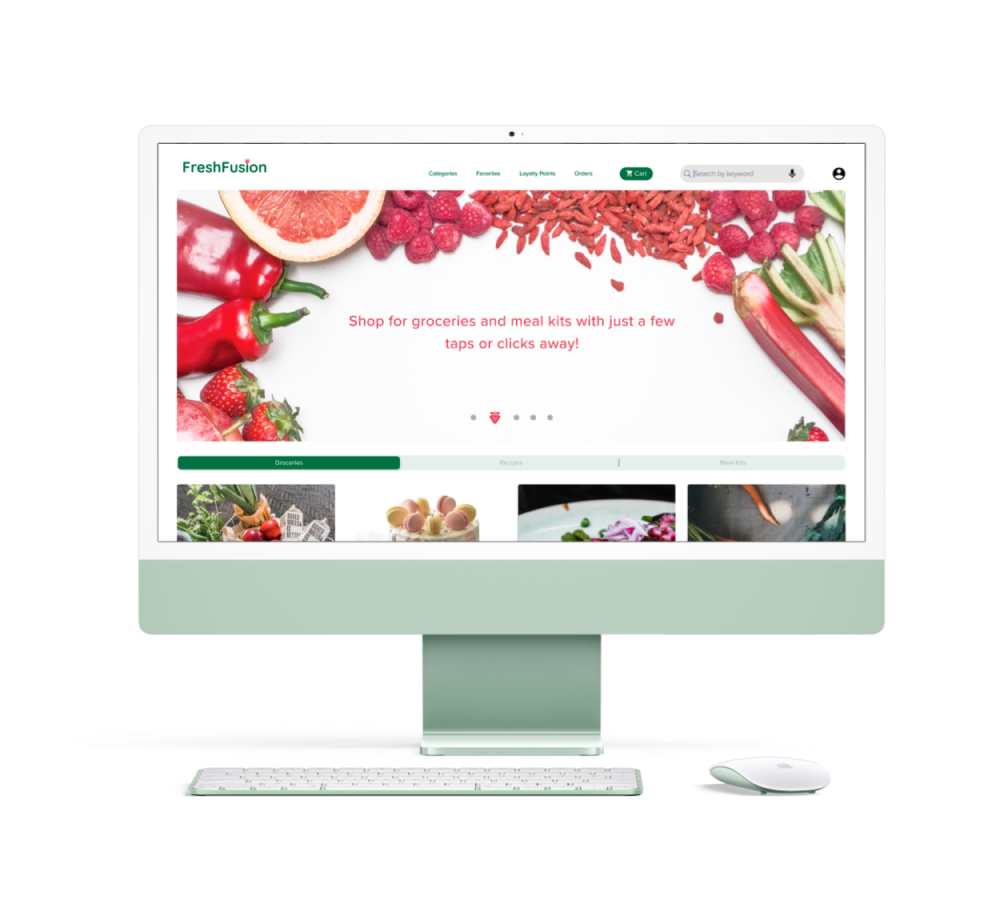 FreshFusion
Categories Favorites Loyalty Points Orders Cart Search by keyword
Shop for groceries and meal kits with just a few
taps or clicks away!
Groceries Recipes Meal Kits